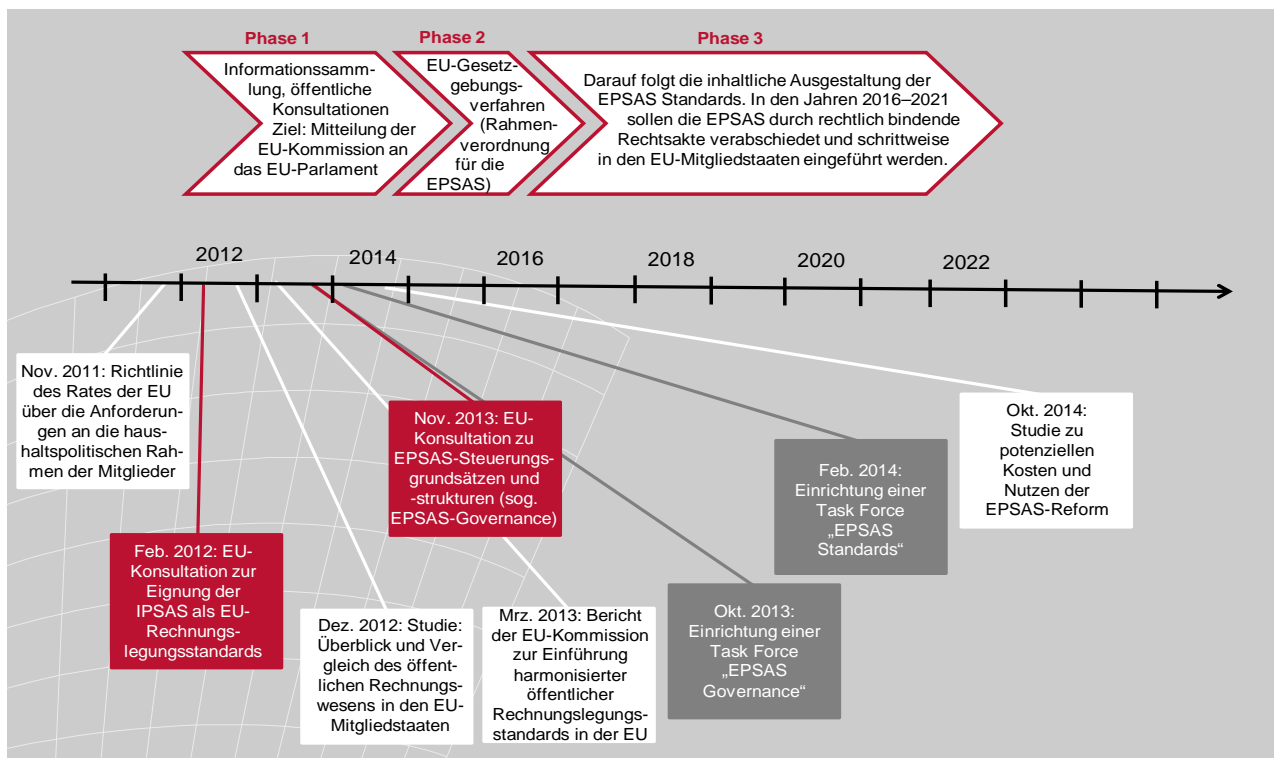 Phase 1
Informationssamm-
lung, öffentliche
Konsultationen
Ziel: Mitteilung der
EU-Kommission an
das EU-Parlament
Phase 2
EU-Gesetz-
gebungs-
verfahren
(Rahmen-
verordnung
für die
EPSAS)
Phase 3
Darauf folgt die inhaltliche Ausgestaltung der
EPSAS Standards. In den Jahren 2016–2021
sollen die EPSAS durch rechtlich bindende
Rechtsakte verabschiedet und schrittweise
in den EU-Mitgliedstaaten eingeführt werden.
2012
2014
2016
2018
2020
2022
Nov. 2011: Richtlinie
des Rates der EU
über die Anforderun-
gen an die haus-
haltspolitischen Rah-
men der Mitglieder
Feb. 2012: EU-
Konsultation zur
Eignung der
IPSAS als EU-
Rechnungs-
legungsstandards
Dez. 2012: Studie:
Überblick und Ver-
gleich des öffent-
lichen Rechnungs-
wesens in den EU-
Mitgliedstaaten
Nov. 2013: EU-
Konsultation zu
EPSAS-Steuerungs-
grundsätzen und
-strukturen (sog.
EPSAS-Governance)
Mrz. 2013: Bericht
der EU-Kommission
zur Einführung
harmonisierter
öffentlicher
Rechnungslegungs-
standards in der EU
Okt. 2013:
Einrichtung einer
Task Force
„EPSAS
Governance“
Feb. 2014:
Einrichtung einer
Task Force
„EPSAS
Standards“
Okt. 2014:
Studie zu
potenziellen
Kosten und
Nutzen der
EPSAS-Reform